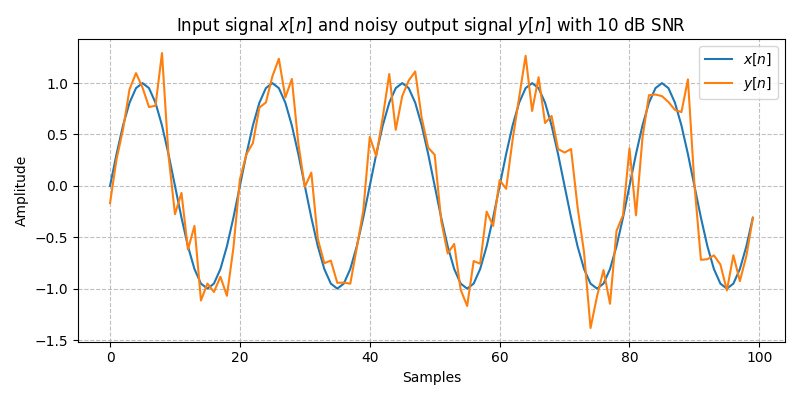 Input signal x[n] and noisy output signal y[n] with 10 dB SNR
x[n]
y[n]
1.0
0.5
0.0
−0.5
−1.0
−1.5
Amplitude
0 20 40 60 80 100
Samples